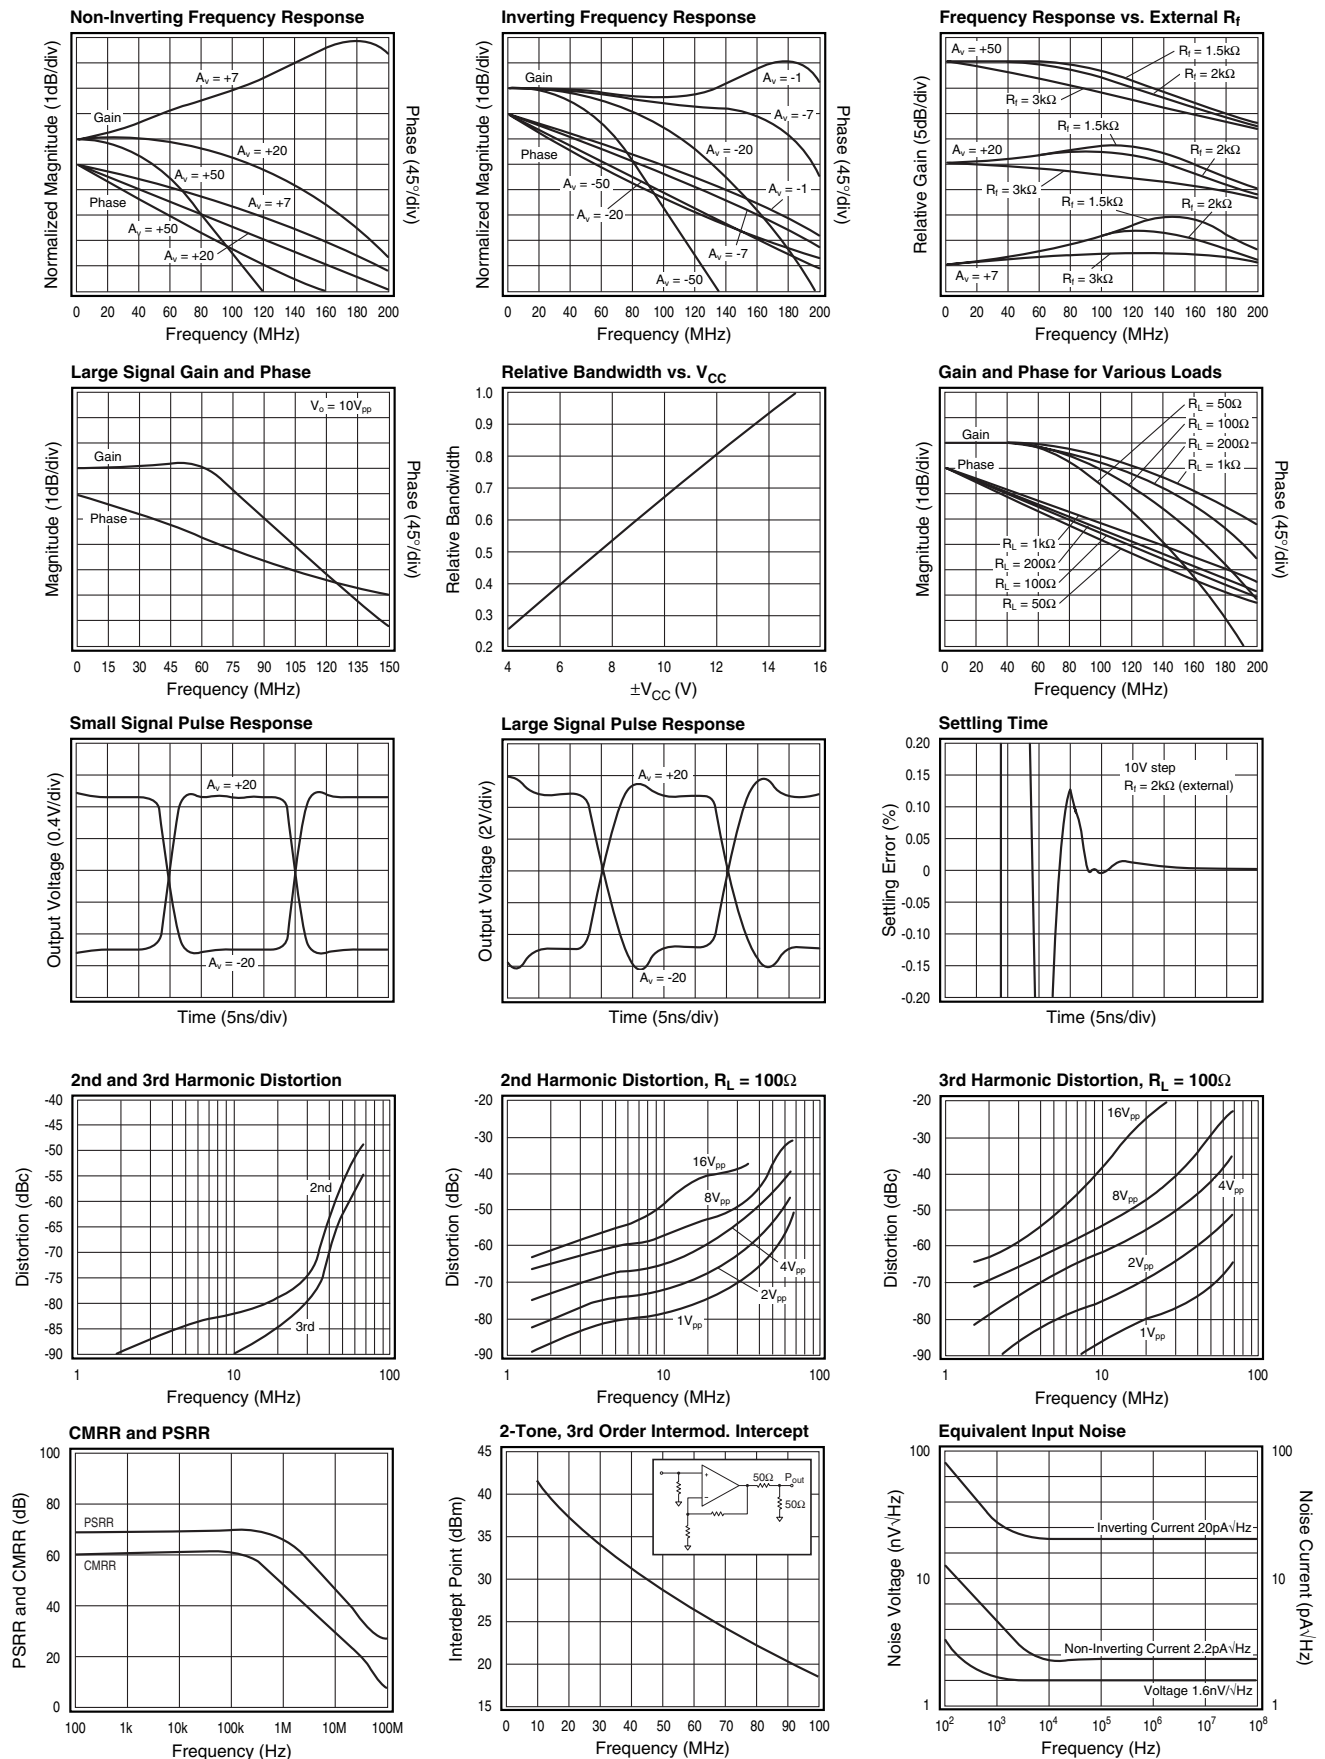 Non-Inverting Frequency Response
Normalized Magnitude (1dB/div)
Phase (45°/div)
Gain
Phase
Av = +7
Av = +20
Av = +50
Av = +7
Av = +50
Av = +20
0 20 40 60 80 100 120 140 160 180 200
Frequency (MHz)
Inverting Frequency Response
Normalized Magnitude (1dB/div)
Phase (45°/div)
Gain
Phase
Av = -1
Av = -7
Av = -20
Av = -50
Av = -1
Av = -20
Av = -7
Av = -50
0 20 40 60 80 100 120 140 160 180 200
Frequency (MHz)
Frequency Response vs. External Rf
Relative Gain (5dB/div)
Av = +50
Rf = 1.5kΩ
Rf = 2kΩ
Rf = 3kΩ
Rf = 1.5kΩ
Av = +20
Rf = 2kΩ
Rf = 3kΩ
Rf = 1.5kΩ
Rf = 2kΩ
Av = +7
Rf = 3kΩ
0 20 40 60 80 100 120 140 160 180 200
Frequency (MHz)
Large Signal Gain and Phase
Magnitude (1dB/div)
Phase (45°/div)
Vo = 10Vpp
Gain
Phase
0 15 30 45 60 75 90 105 120 135 150
Frequency (MHz)
Relative Bandwidth vs. VCC
Relative Bandwidth
1.0
0.9
0.8
0.7
0.6
0.5
0.4
0.3
0.2
4 6 8 10 12 14 16
±VCC (V)
Gain and Phase for Various Loads
Magnitude (1dB/div)
Phase (45°/div)
Gain
Phase
RL = 50Ω
RL = 100Ω
RL = 200Ω
RL = 1kΩ
RL = 1kΩ
RL = 200Ω
RL = 100Ω
RL = 50Ω
0 20 40 60 80 100 120 140 160 180 200
Frequency (MHz)
Small Signal Pulse Response
Output Voltage (0.4V/div)
Av = +20
Av = -20
Time (5ns/div)
Large Signal Pulse Response
Output Voltage (2V/div)
Av = +20
Av = -20
Time (5ns/div)
Settling Time
Settling Error (%)
0.20
0.15
0.10
0.05
0
-0.05
-0.10
-0.15
-0.20
10V step
Rf = 2kΩ (external)
Time (5ns/div)
2nd and 3rd Harmonic Distortion
Distortion (dBc)
-40
-45
-50
-55
-60
-65
-70
-75
-80
-85
-90
2nd
3rd
1 10 100
Frequency (MHz)
2nd Harmonic Distortion, RL = 100Ω
Distortion (dBc)
-20
-30
-40
-50
-60
-70
-80
-90
16Vpp
8Vpp
4Vpp
2Vpp
1Vpp
1 10 100
Frequency (MHz)
3rd Harmonic Distortion, RL = 100Ω
Distortion (dBc)
-20
-30
-40
-50
-60
-70
-80
-90
16Vpp
8Vpp
4Vpp
2Vpp
1Vpp
1 10 100
Frequency (MHz)
CMRR and PSRR
PSRR and CMRR (dB)
100
80
60
40
20
0
PSRR
CMRR
100 1k 10k 100k 1M 10M 100M
Frequency (Hz)
2-Tone, 3rd Order Intermod. Intercept
Interdept Point (dBm)
45
40
35
30
25
20
15
+
−
50Ω
Pout
50Ω
0 10 20 30 40 50 60 70 80 90 100
Frequency (MHz)
Equivalent Input Noise
Noise Voltage (nV√Hz)
Noise Current (pA√Hz)
100
10
1
100
10
1
Inverting Current 20pA√Hz
Non-Inverting Current 2.2pA√Hz
Voltage 1.6nV/√Hz
10² 10³ 10⁴ 10⁵ 10⁶ 10⁷ 10⁸
Frequency (Hz)